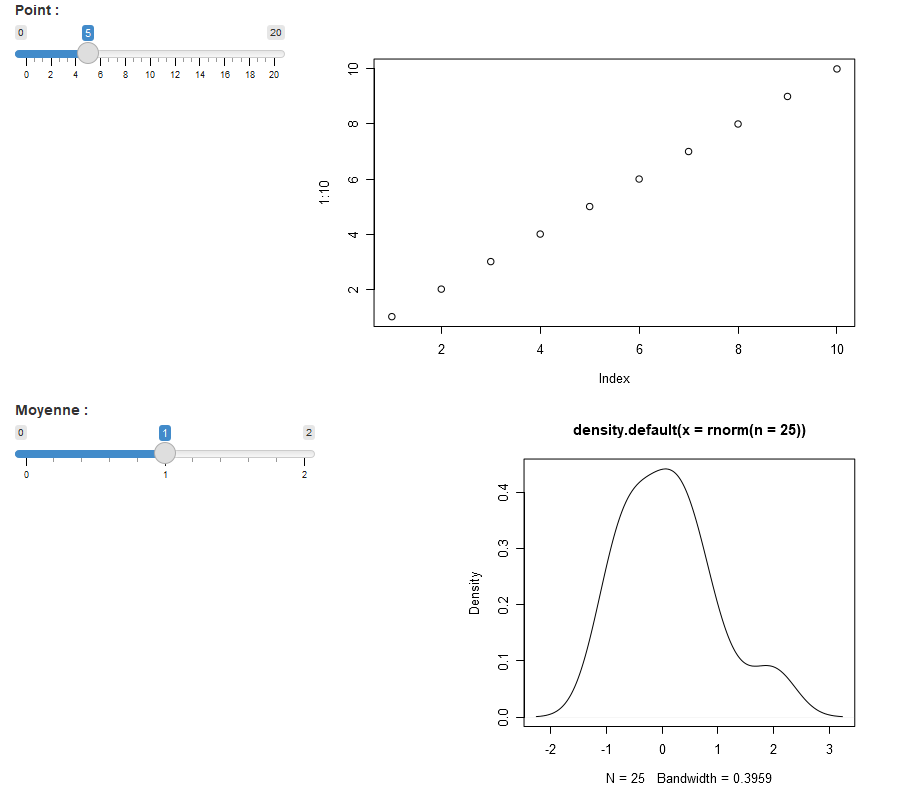 Point :
0 5 20
0 2 4 6 8 10 12 14 16 18 20
10
8
6
4
2
1:10
2 4 6 8 10
Index
Moyenne :
0 1 2
0 1 2
density.default(x = rnorm(n = 25))
0.4
0.3
0.2
0.1
0.0
Density
-2 -1 0 1 2 3
N = 25 Bandwidth = 0.3959